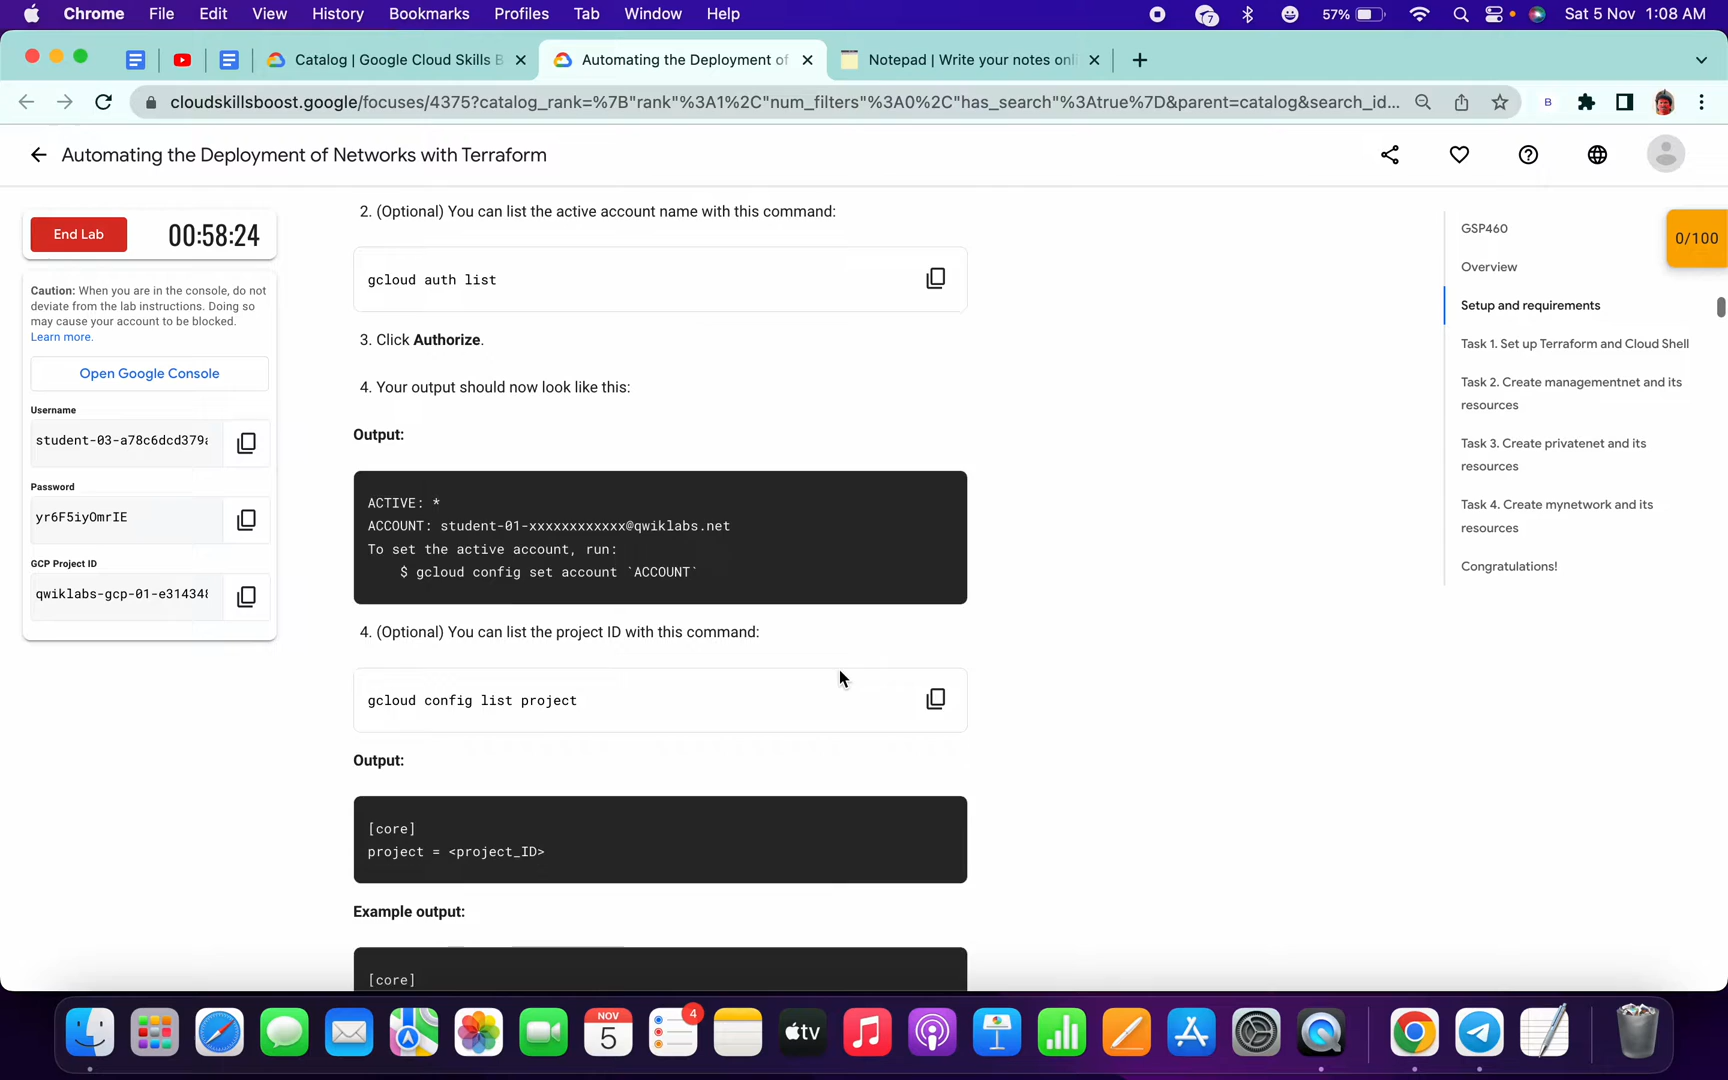 Chrome File Edit View History Bookmarks Profiles Tab Window Help 7 57% Sat 5 Nov 1:08 AM
Catalog | Google Cloud Skills B
Automating the Deployment of
Notepad | Write your notes onl
cloudskillsboost.google/focuses/4375?catalog_rank=%7B"rank"%3A1%2C"num_filters"%3A0%2C"has_search"%3Atrue%7D&parent=catalog&search_id... B
Automating the Deployment of Networks with Terraform
End Lab 00:58:24
Caution: When you are in the console, do not
deviate from the lab instructions. Doing so
may cause your account to be blocked.
Learn more.
Open Google Console
Username
student-03-a78c6dcd379
Password
yr6F5iyOmrIE
GCP Project ID
qwiklabs-gcp-01-e314348
2. (Optional) You can list the active account name with this command:
gcloud auth list
3. Click Authorize.
4. Your output should now look like this:
Output:
ACTIVE: *
ACCOUNT: student-01-xxxxxxxxxxxx@qwiklabs.net
To set the active account, run:
$ gcloud config set account `ACCOUNT`
4. (Optional) You can list the project ID with this command:
gcloud config list project
Output:
[core]
project = <project_ID>
Example output:
[core]
GSP460
Overview
Setup and requirements
Task 1. Set up Terraform and Cloud Shell
Task 2. Create managementnet and its
resources
Task 3. Create privatenet and its
resources
Task 4. Create mynetwork and its
resources
Congratulations!
0/100
NOV
5
4
tv